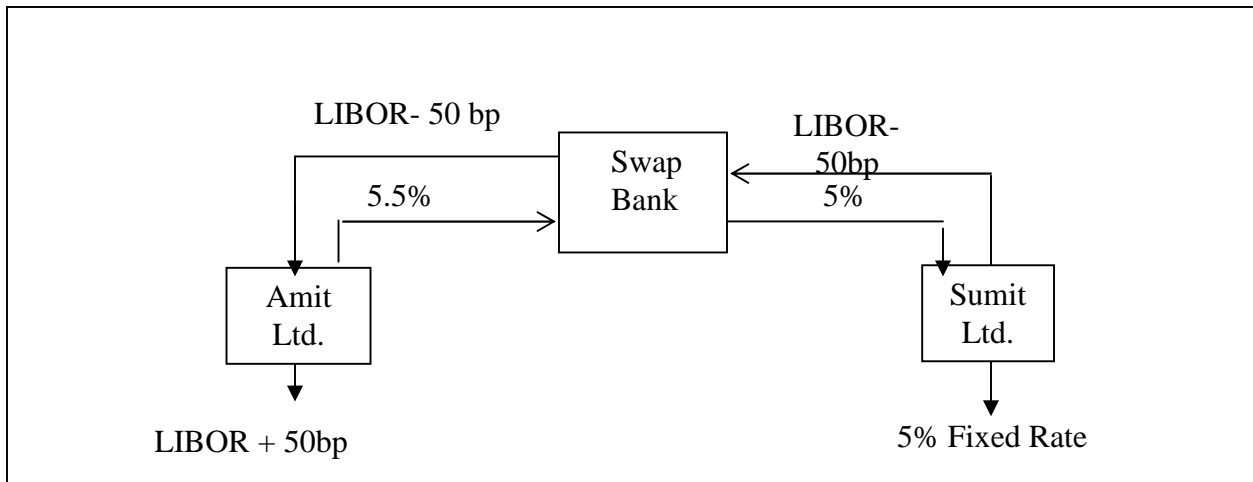 LIBOR- 50 bp
LIBOR-
50bp
Swap
Bank
5.5%
5%
Amit
Ltd.
Sumit
Ltd.
LIBOR + 50bp
5% Fixed Rate